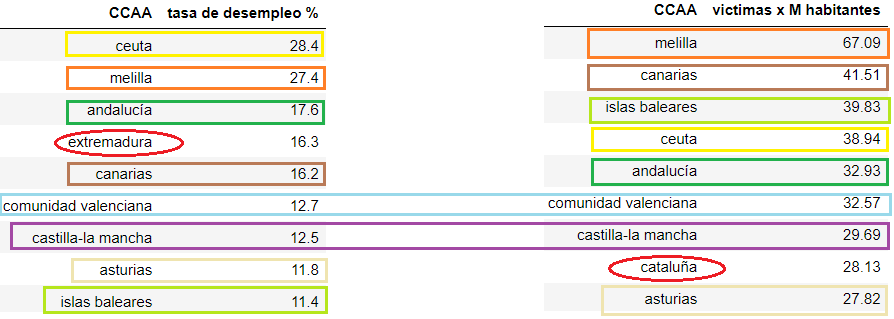 CCAA tasa de desempleo %
ceuta 28.4
melilla 27.4
andalucía 17.6
extremadura 16.3
canarias 16.2
comunidad valenciana 12.7
castilla-la mancha 12.5
asturias 11.8
islas baleares 11.4
CCAA victimas x M habitantes
melilla 67.09
canarias 41.51
islas baleares 39.83
ceuta 38.94
andalucía 32.93
comunidad valenciana 32.57
castilla-la mancha 29.69
cataluña 28.13
asturias 27.82